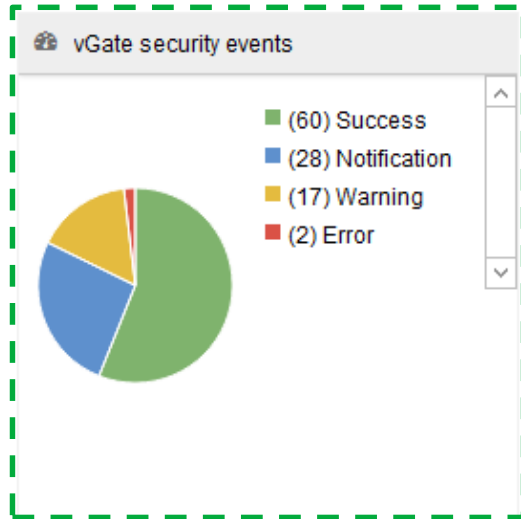 vGate security events
(60) Success
(28) Notification
(17) Warning
(2) Error